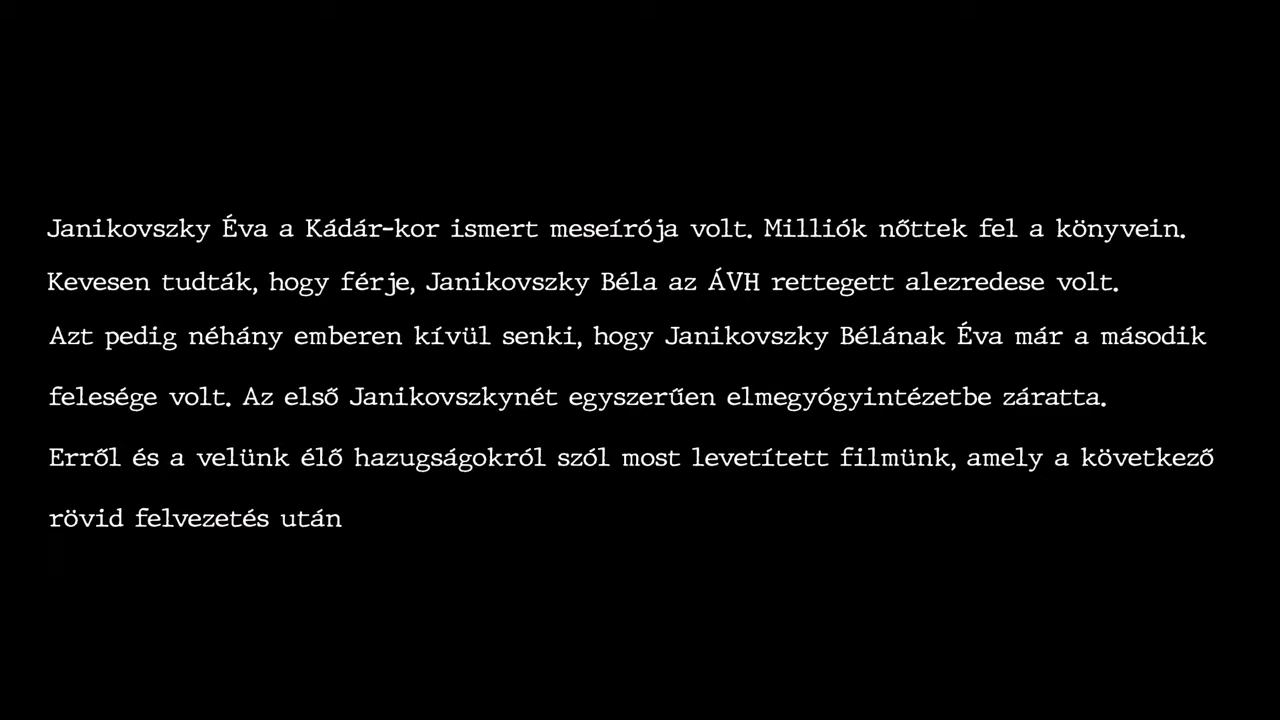 Janikovszky Éva a Kádár-kor ismert meseírója volt. Milliók nőttek fel a könyvein.
Kevesen tudták, hogy férje, Janikovszky Béla az ÁVH rettegett alezredese volt.
Azt pedig néhány emberen kívül senki, hogy Janikovszky Bélának Éva már a második
felesége volt. Az első Janikovszkynét egyszerűen elmegyógyintézetbe záratta.
Erről és a velünk élő hazugságokról szól most levetített filmünk, amely a következő
rövid felvezetés után